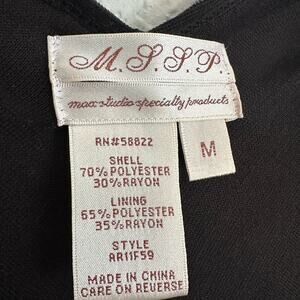 M.S.S.P.
max studio specialty products
M
RN#58822
SHELL
70% POLYESTER
30% RAYON
LINING
65% POLYESTER
35% RAYON
STYLE
AR11F59
MADE IN CHINA
CARE ON REVERSE